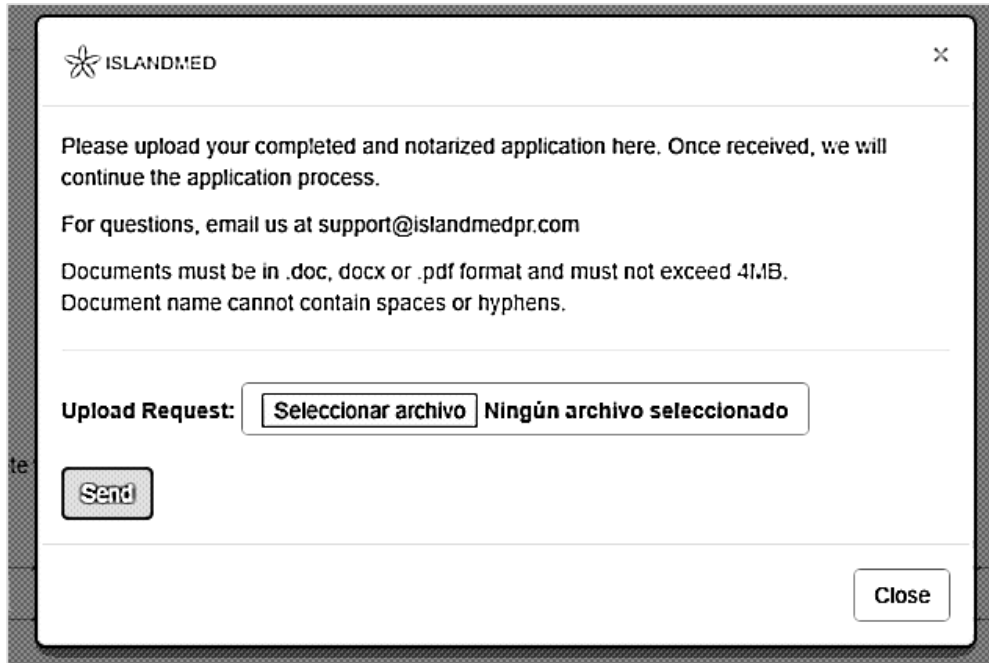 ISLANDMED
×
Please upload your completed and notarized application here. Once received, we will
continue the application process.
For questions, email us at support@islandmedpr.com
Documents must be in .doc, docx or .pdf format and must not exceed 4MB.
Document name cannot contain spaces or hyphens.
Upload Request: Seleccionar archivo Ningún archivo seleccionado
te
Send
Close